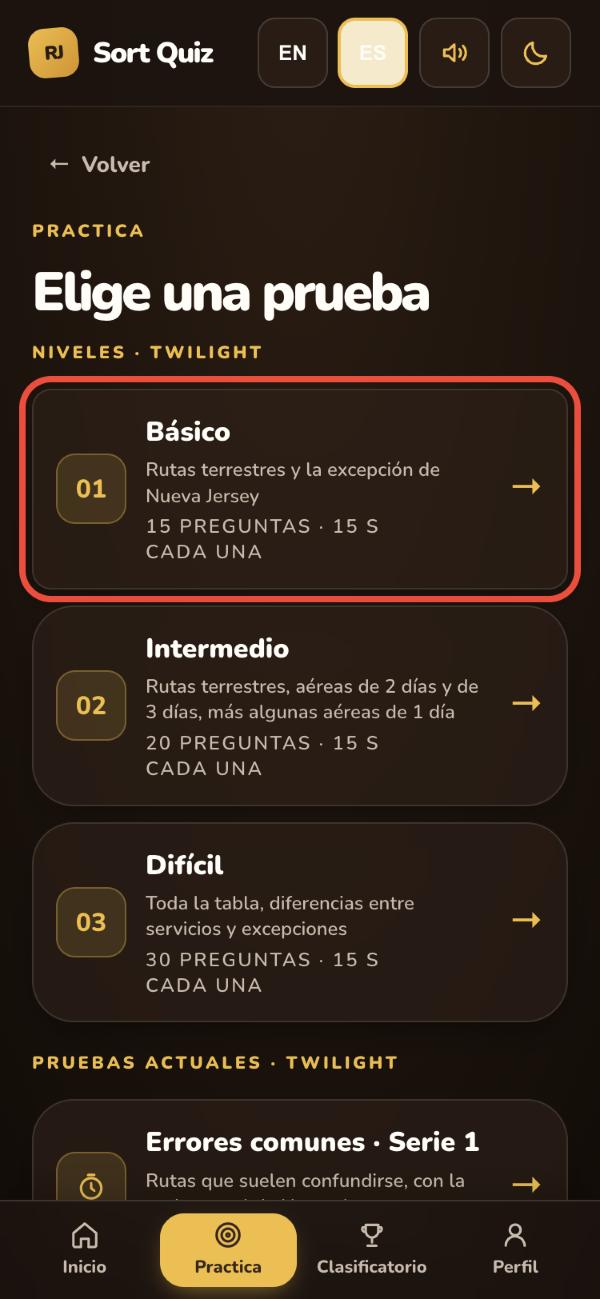 RJ Sort Quiz EN ES
← Volver
PRACTICA
Elige una prueba
NIVELES · TWILIGHT
Básico
01
Rutas terrestres y la excepción de
Nueva Jersey
15 PREGUNTAS · 15 S
CADA UNA
→
Intermedio
02
Rutas terrestres, aéreas de 2 días y de
3 días, más algunas aéreas de 1 día
20 PREGUNTAS · 15 S
CADA UNA
→
Difícil
03
Toda la tabla, diferencias entre
servicios y excepciones
30 PREGUNTAS · 15 S
CADA UNA
→
PRUEBAS ACTUALES · TWILIGHT
Errores comunes · Serie 1
Rutas que suelen confundirse, con la
→
Inicio Practica Clasificatorio Perfil